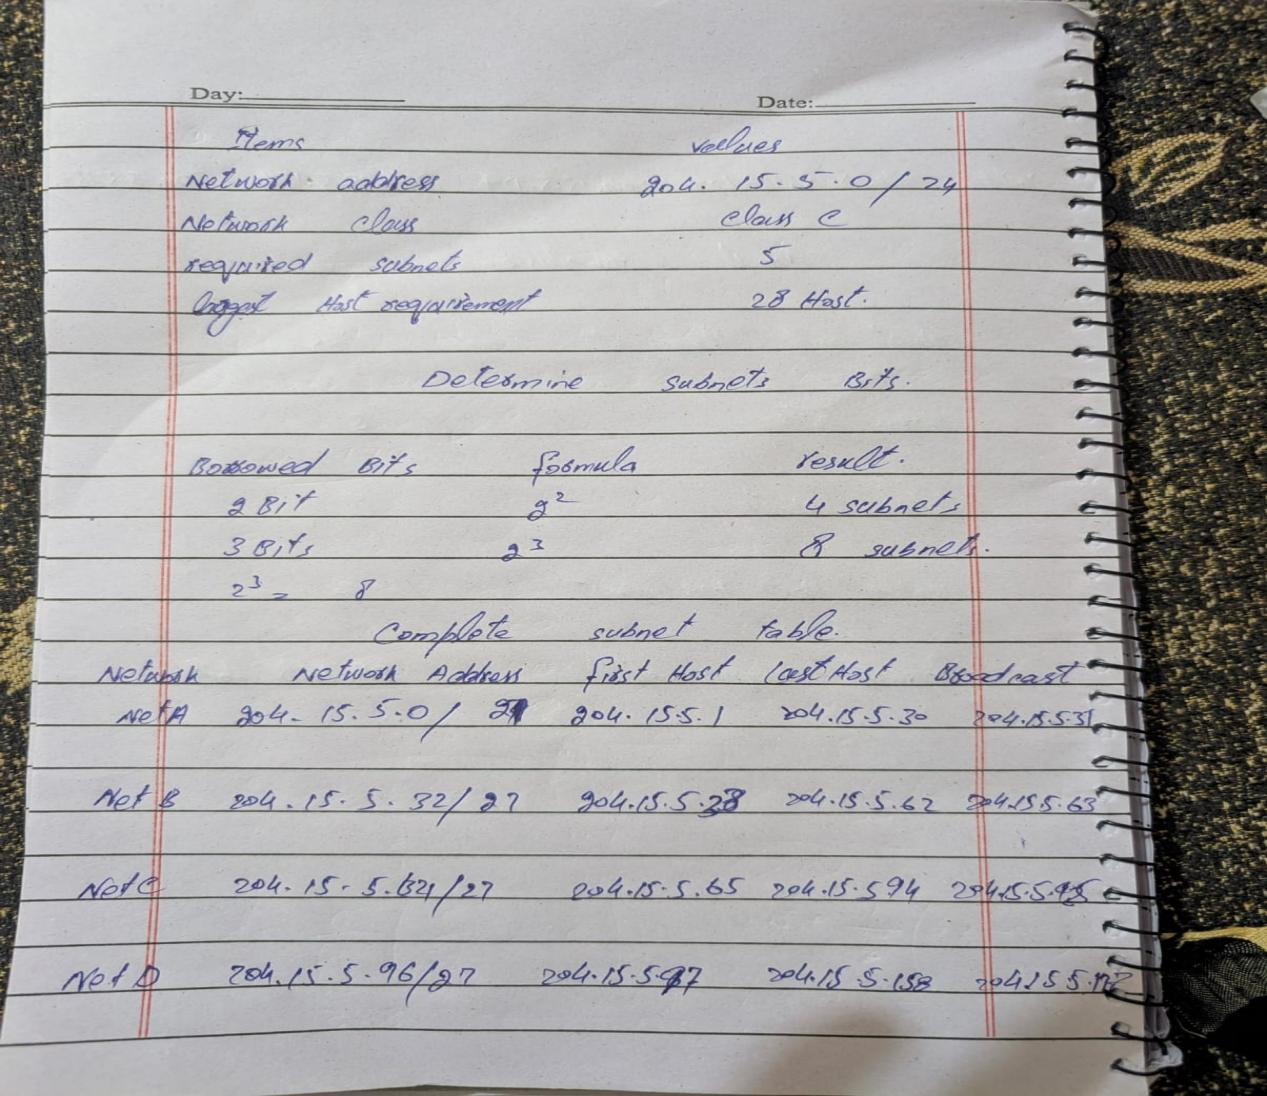 Day: Date:
Items values
Network address 204. 15. 5. 0 / 24
Network Class Class C
required subnets 5
largest Host requirement 28 Host.
Determine subnets Bits.
Borrowed Bits formula result.
2 Bit 2² 4 subnets
3 Bits 2³ 8 subnets.
2³ = 8
Complete subnet table.
Network Network Address first Host Last Host Broadcast
Net A 204. 15. 5. 0 / 204. 15.5. 1 204.15.5.30 204.15.5.31
Net B 204. 15. 5. 32 / 27 204.15.5. 204.15.5.62 204.15.5.63
Net C 204. 15. 5. /27 204.15.5.65 204.15.5 94
Net D 204.15.5.96/27 204.15.5 97 204.15 5.158